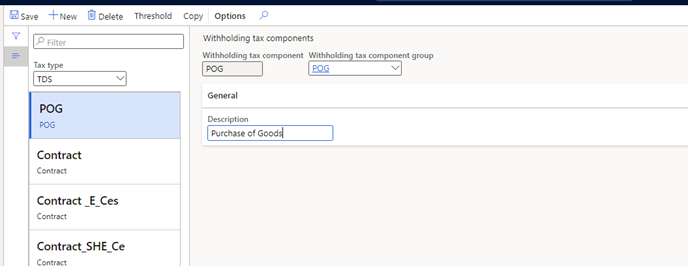 Save New Delete Threshold Copy Options
Filter
Tax type
TDS
POG
POG
Contract
Contract
Contract _E_Ces
Contract
Contract_SHE_Ce
Contract
Withholding tax components
Withholding tax component Withholding tax component group
POG POG
General
Description
Purchase of Goods